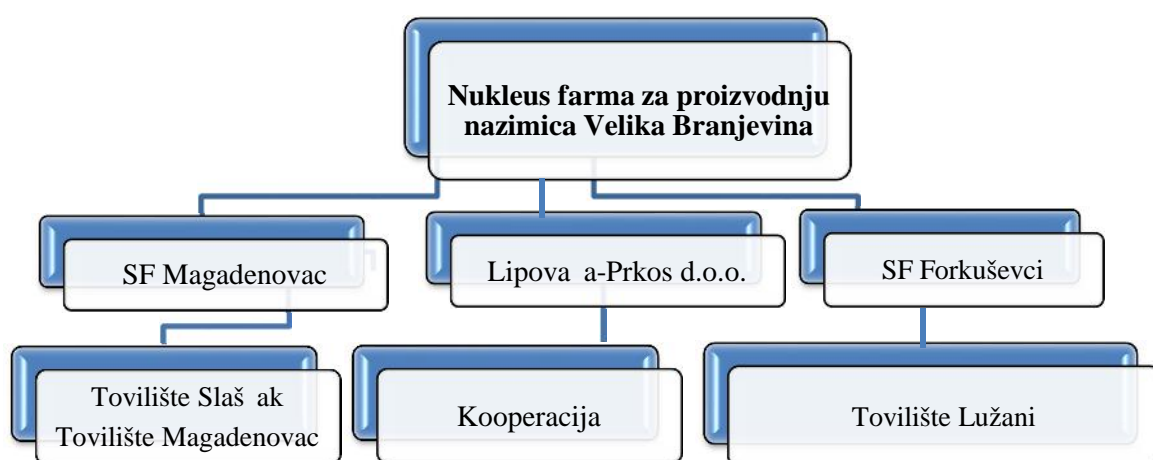 Nukleus farma za proizvodnju
nazimica Velika Branjevina
SF Magadenovac
Lipova a-Prkos d.o.o.
SF Forkuševci
Tovilište Slaš ak
Tovilište Magadenovac
Kooperacija
Tovilište Lužani